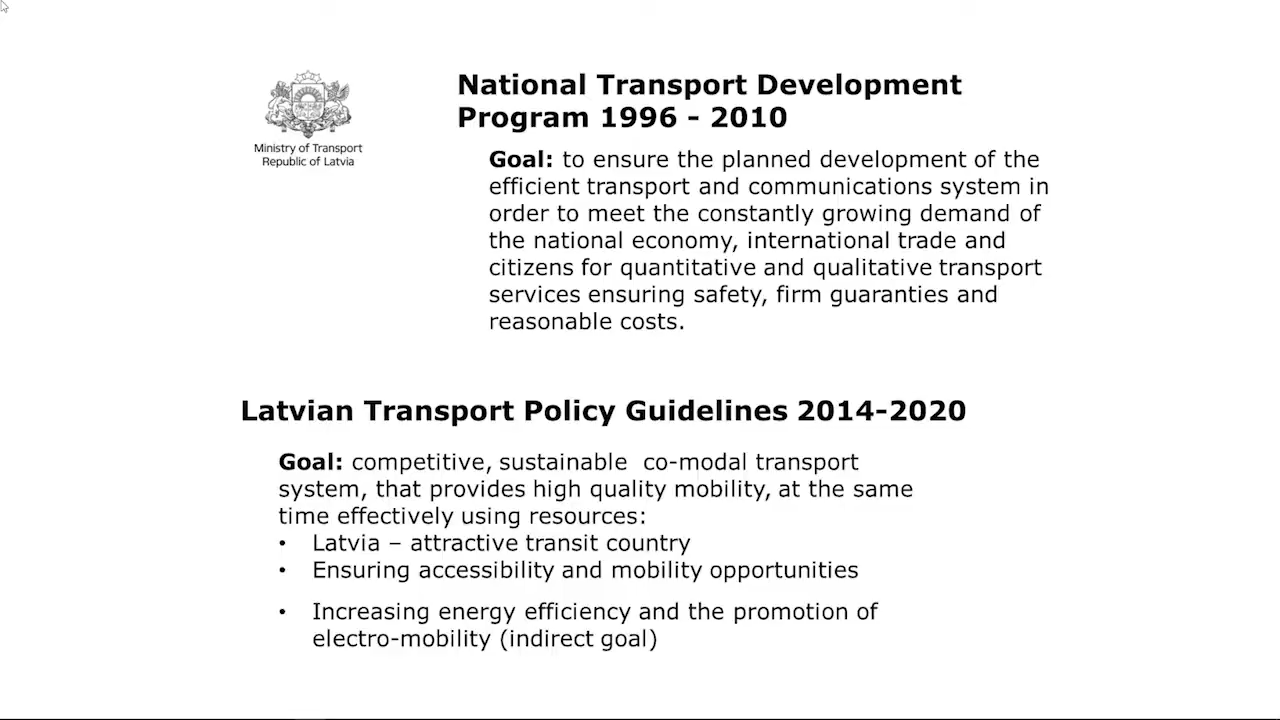 Ministry of Transport
Republic of Latvia
National Transport Development
Program 1996 - 2010
Goal: to ensure the planned development of the
efficient transport and communications system in
order to meet the constantly growing demand of
the national economy, international trade and
citizens for quantitative and qualitative transport
services ensuring safety, firm guaranties and
reasonable costs.
Latvian Transport Policy Guidelines 2014-2020
Goal: competitive, sustainable co-modal transport
system, that provides high quality mobility, at the same
time effectively using resources:
• Latvia – attractive transit country
• Ensuring accessibility and mobility opportunities
• Increasing energy efficiency and the promotion of
electro-mobility (indirect goal)